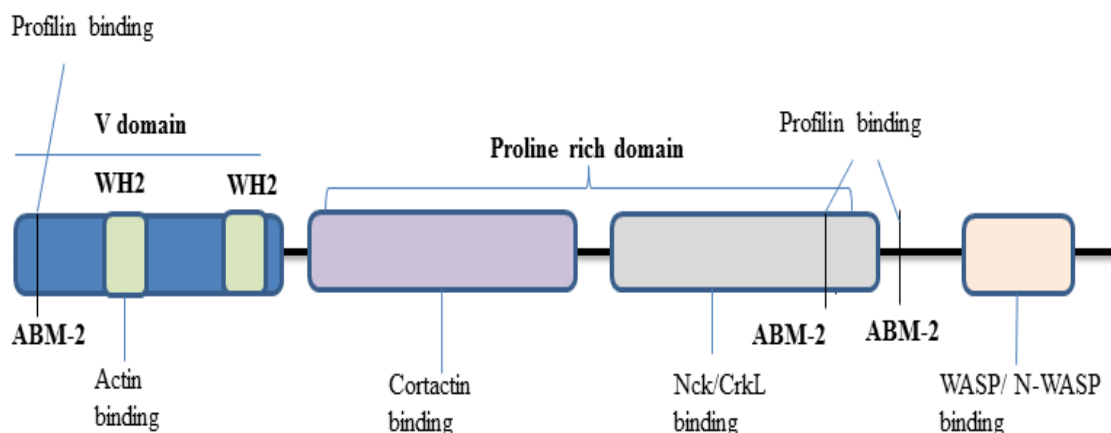 Profilin binding
V domain
Profilin binding
Proline rich domain
WH2
WH2
ABM-2
ABM-2
ABM-2
Actin
binding
Cortactin
binding
Nck/CrkL
binding
WASP/ N-WASP
binding